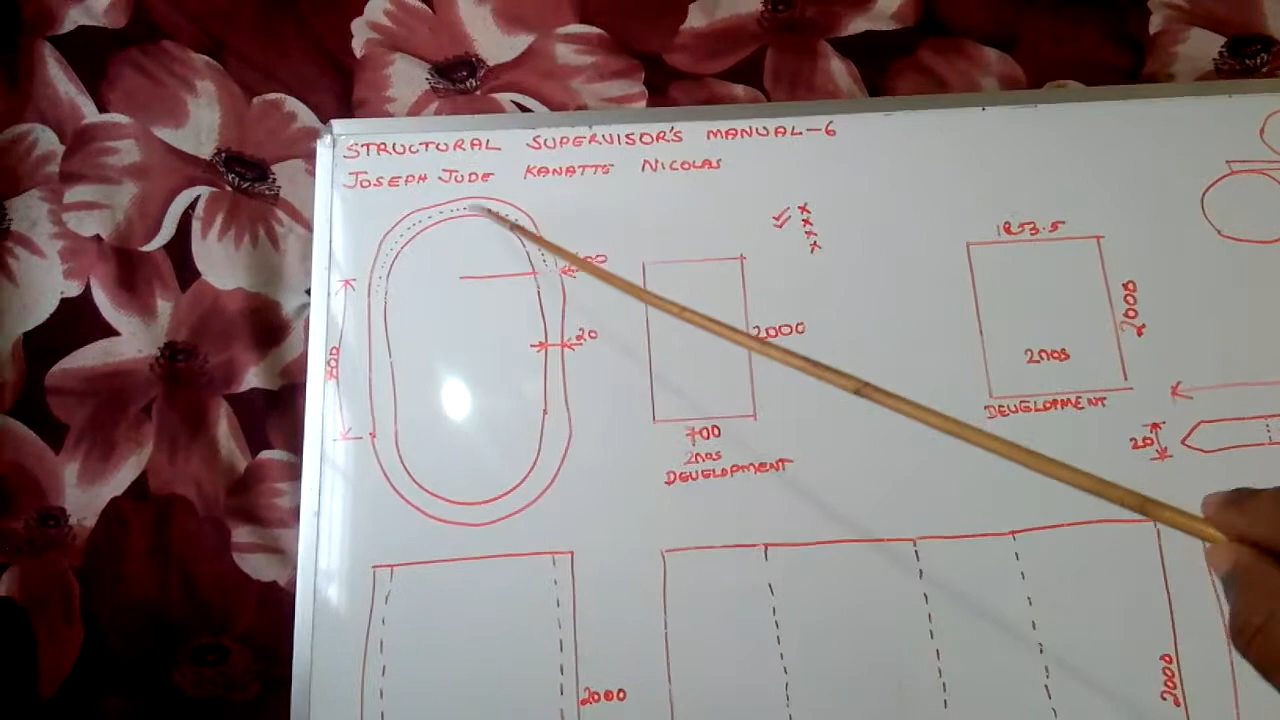 STRUCTURAL SUPERVISOR'S MANUAL-6
JOSEPH JUDE KANATTE NICOLAS
700
20
2000
700
2nos
DEVELOPMENT
1853.5
2000
2nos
DEVELOPMENT
20
2000
2000